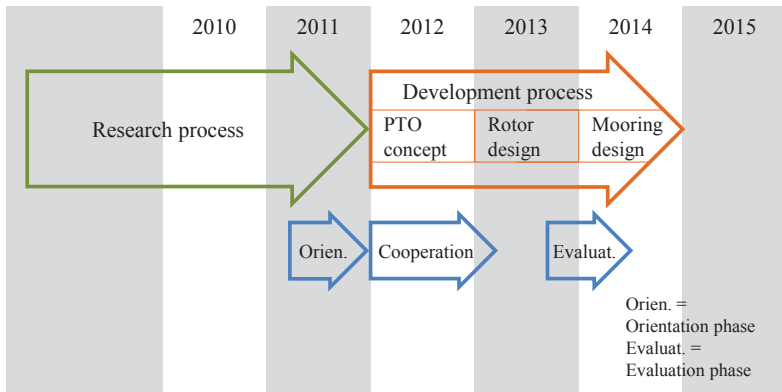 2010 2011 2012 2013 2014 2015
Development process
Research process
PTO
concept
Rotor
design
Mooring
design
Orien.
Cooperation
Evaluat.
Orien. =
Orientation phase
Evaluat. =
Evaluation phase